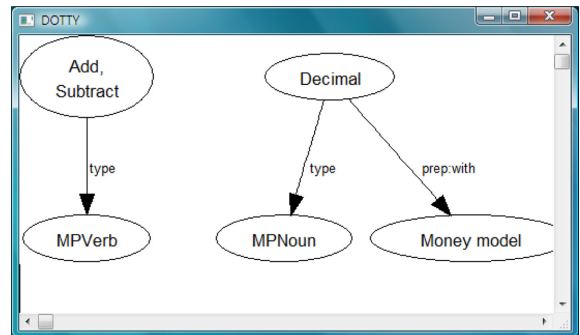 DOTTY
Add,
Subtract
Decimal
type
type
prep:with
MPVerb
MPNoun
Money model